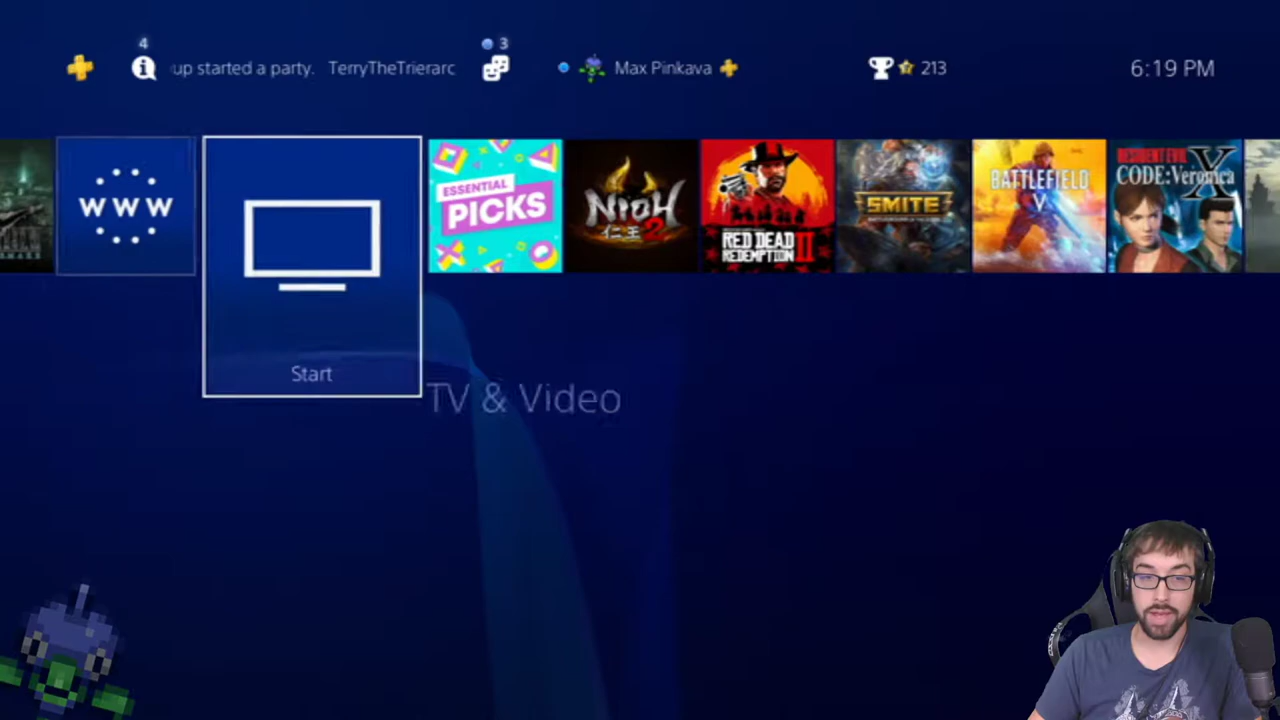 4
up started a party. TerryTheTrierarc
3
Max Pinkava
213
6:19 PM
WWW
Start
TV & Video
ESSENTIAL
PICKS
NIOH
仁王2
RED DEAD
REDEMPTION II
SMITE
BATTLEFIELD
V
RESIDENT EVIL
CODE: Veronica
X